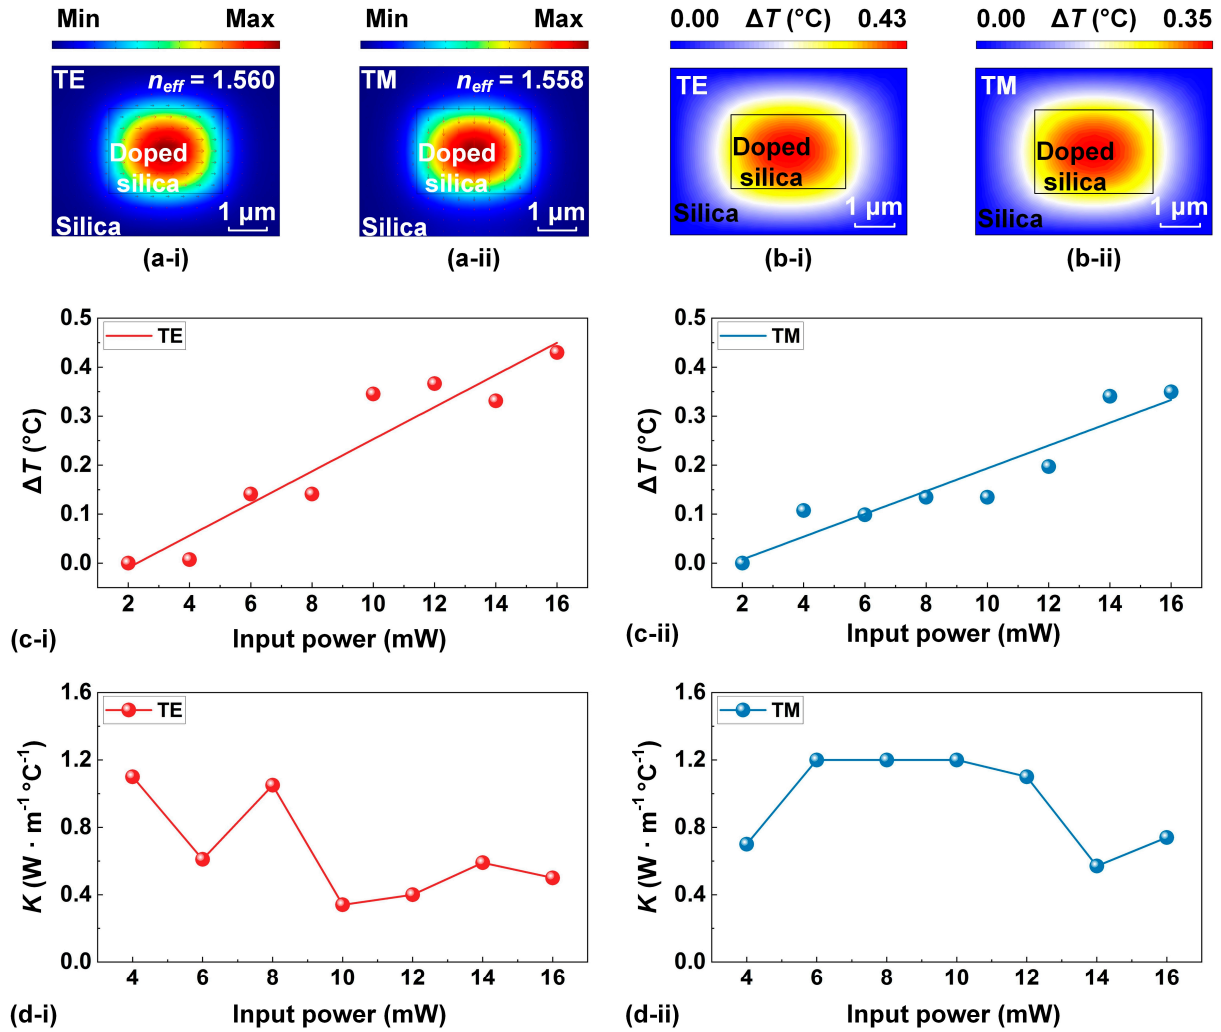 Min Max
TE n_eff = 1.560
Doped
silica
1 μm
Silica
(a-i)
Min Max
TM n_eff = 1.558
Doped
silica
1 μm
Silica
(a-ii)
0.00 ΔT (°C) 0.43
TE
Doped
silica
Silica
1 μm
(b-i)
0.00 ΔT (°C) 0.35
TM
Doped
silica
Silica
1 μm
(b-ii)
TE
ΔT (°C)
0.5
0.4
0.3
0.2
0.1
0.0
2 4 6 8 10 12 14 16
Input power (mW)
(c-i)
TM
ΔT (°C)
0.5
0.4
0.3
0.2
0.1
0.0
2 4 6 8 10 12 14 16
Input power (mW)
(c-ii)
TE
K (W · m⁻¹ °C⁻¹)
1.6
1.2
0.8
0.4
0.0
4 6 8 10 12 14 16
Input power (mW)
(d-i)
TM
K (W · m⁻¹ °C⁻¹)
1.6
1.2
0.8
0.4
0.0
4 6 8 10 12 14 16
Input power (mW)
(d-ii)